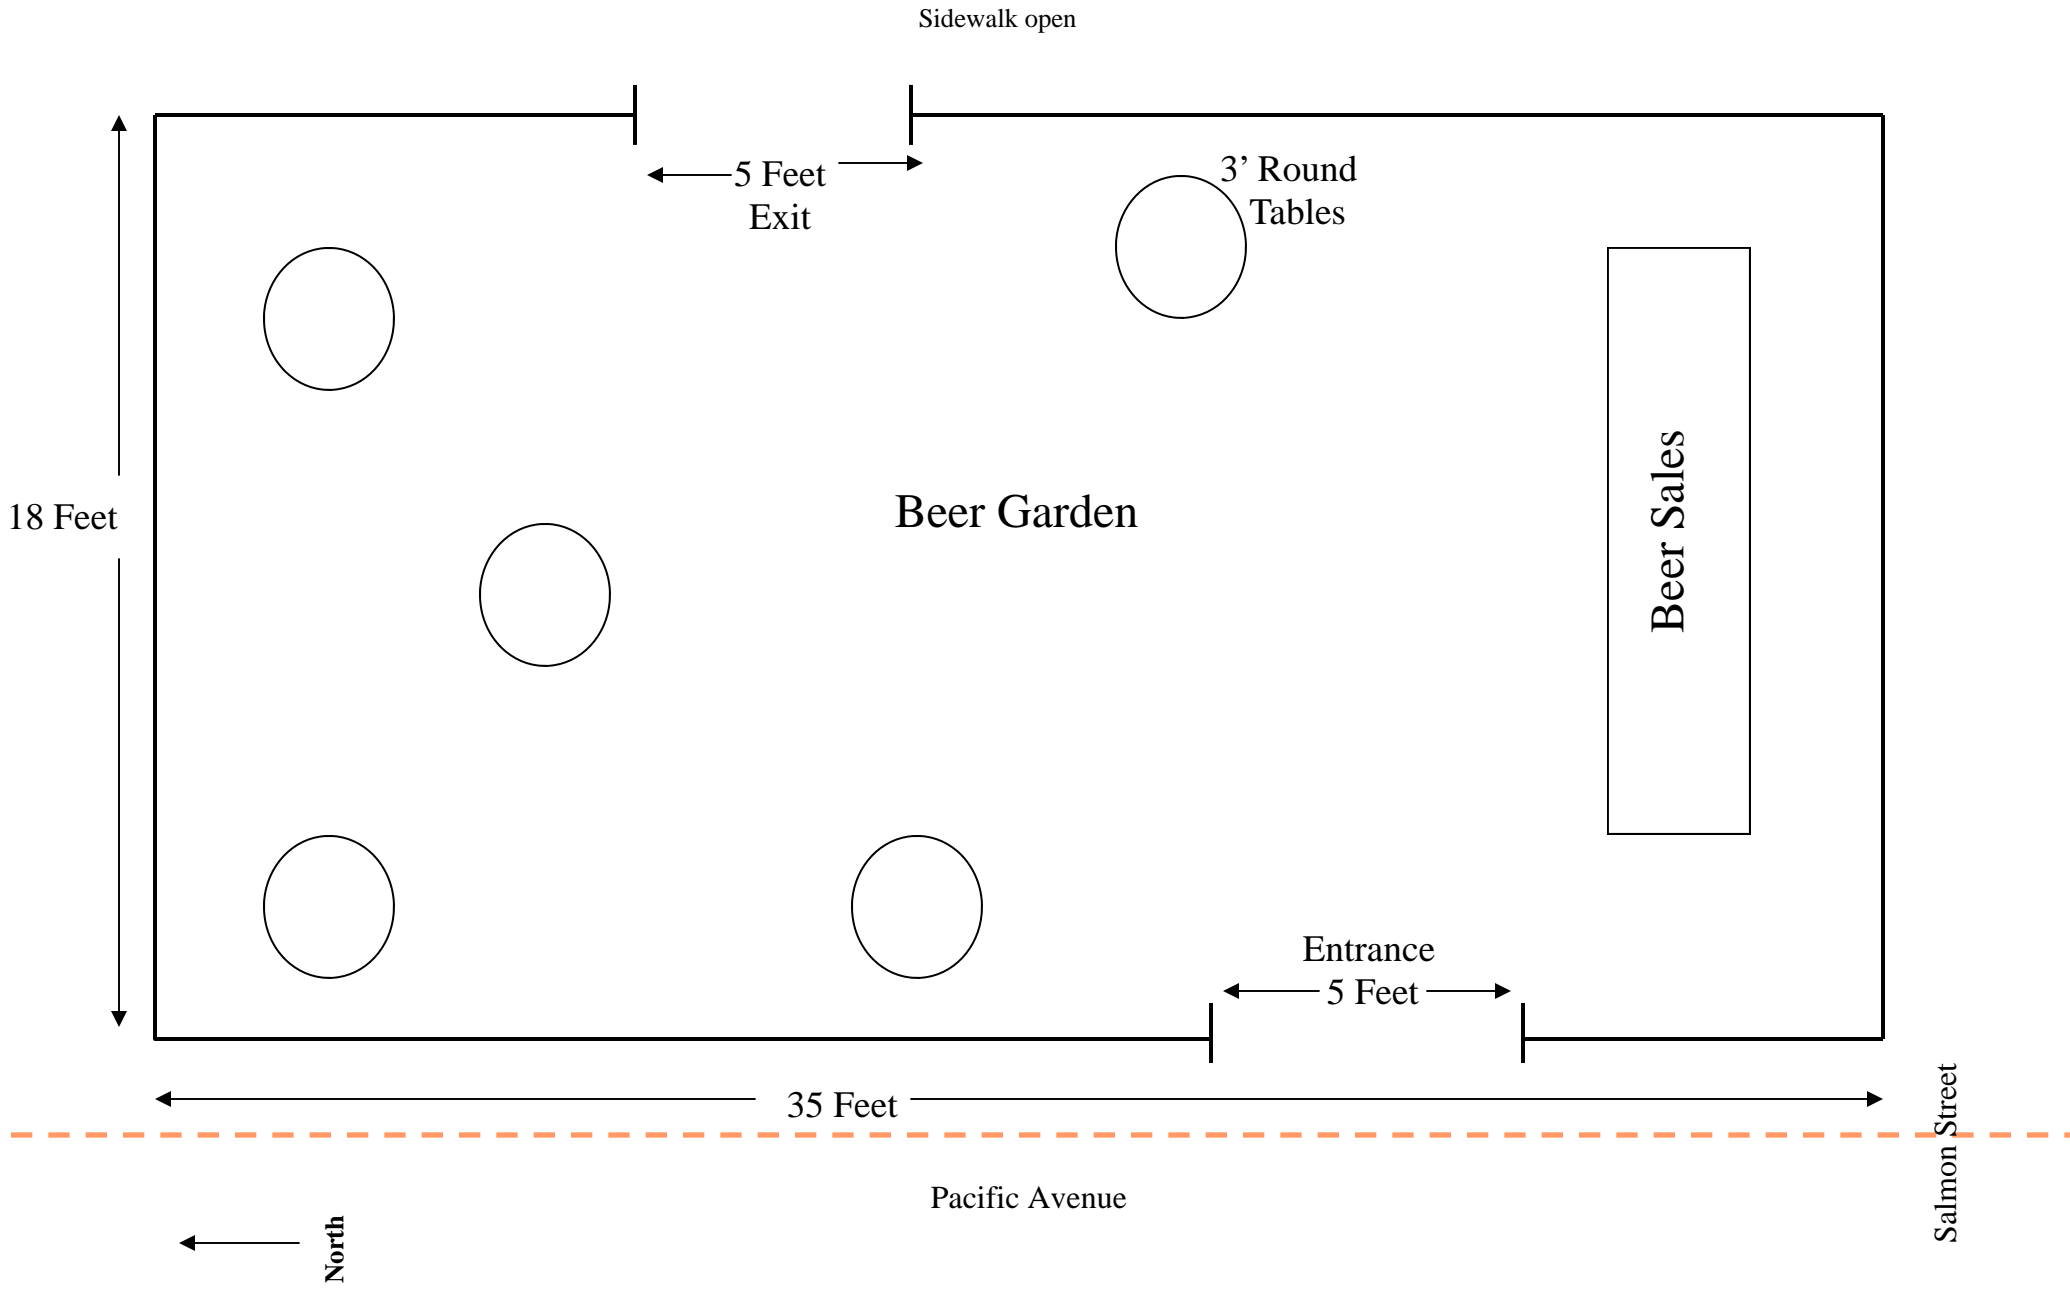 Sidewalk open
5 Feet
Exit
3’ Round
Tables
18 Feet
Beer Garden
Beer Sales
Entrance
5 Feet
35 Feet
Salmon Street
Pacific Avenue
North